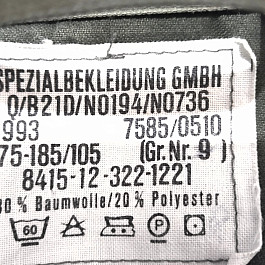 SPEZIALBEKLEIDUNG GMBH
Q/B21D/N0194/N0736
993 7585/0510
75-185/105 (Gr.Nr. 9)
8415-12-322-1221
80 % Baumwolle/20 % Polyester
60 P